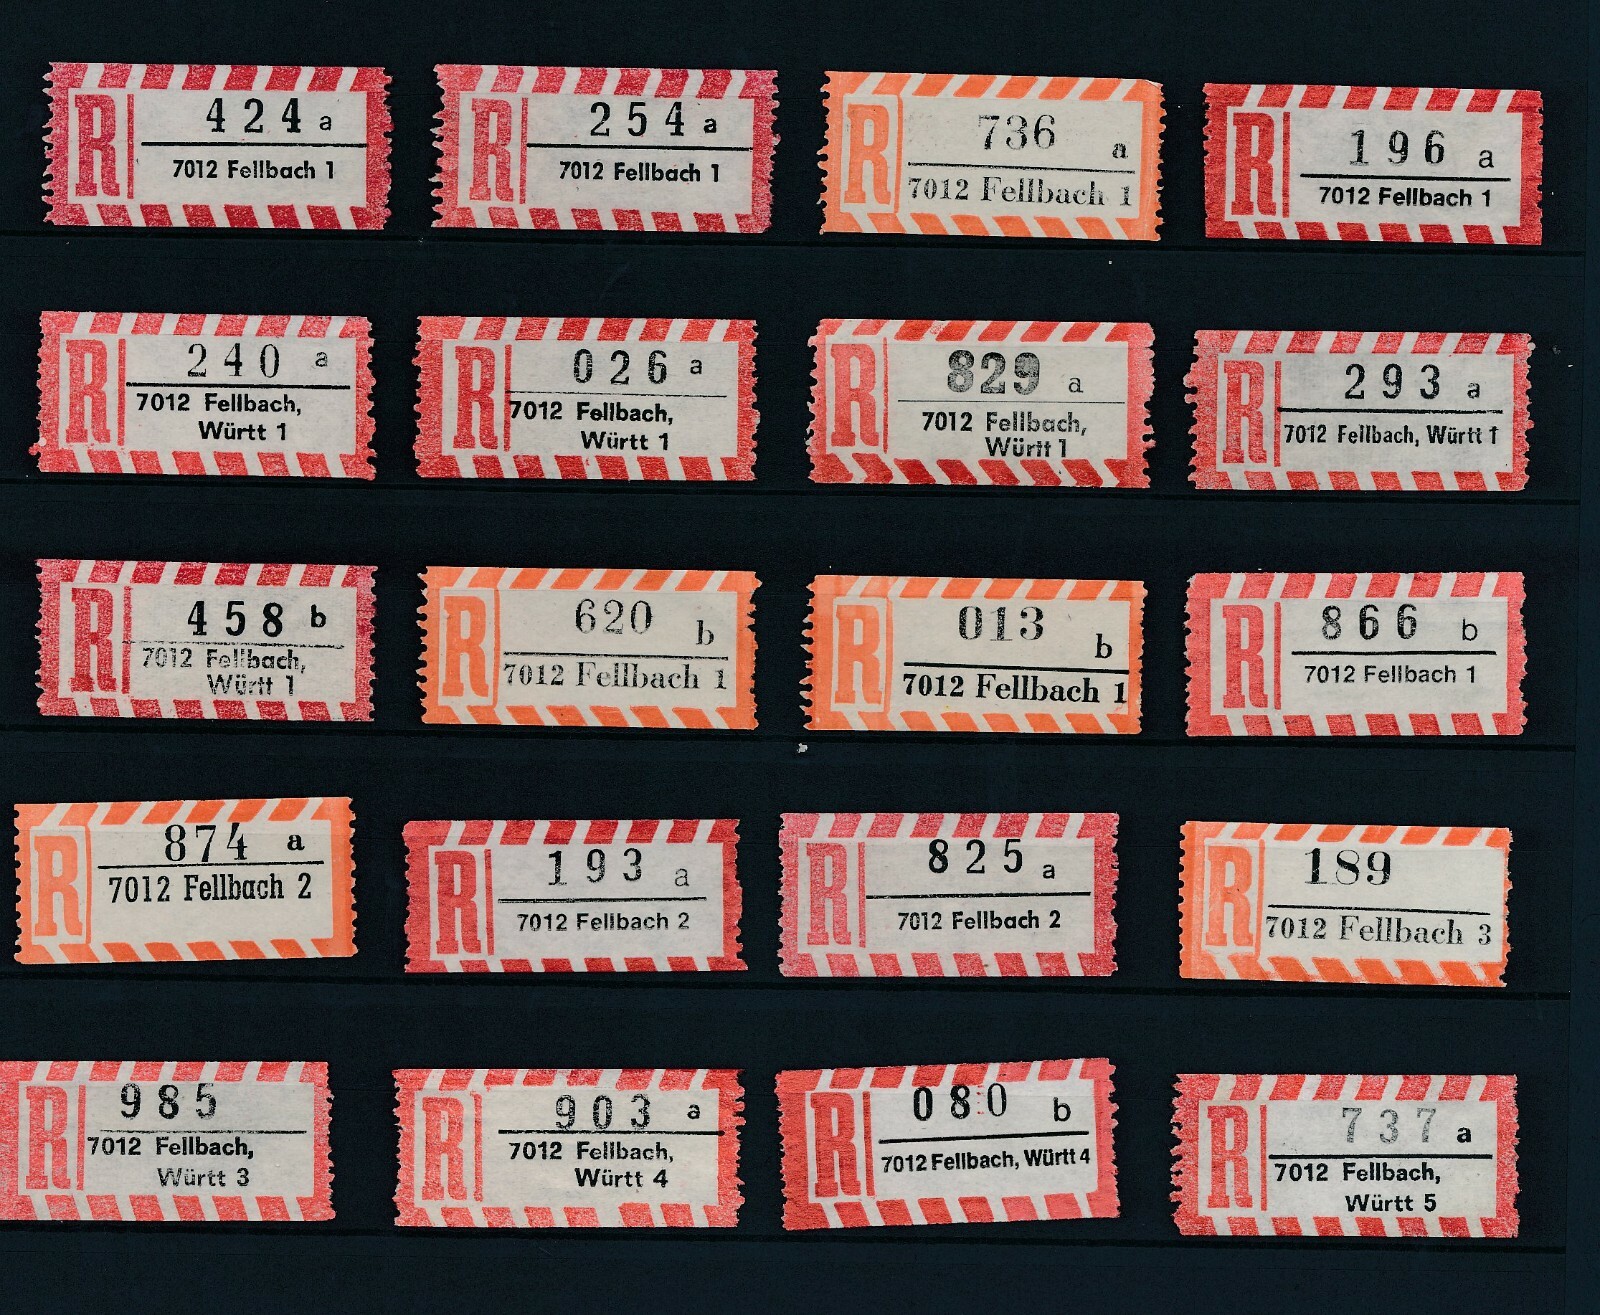 R 424 a
7012 Fellbach 1
R 254 a
7012 Fellbach 1
R 736 a
7012 Fellbach 1
R 196 a
7012 Fellbach 1
R 240 a
7012 Fellbach,
Württ 1
R 026 a
7012 Fellbach,
Württ 1
R 829 a
7012 Fellbach,
Württ 1
R 293 a
7012 Fellbach, Württ 1
R 458 b
7012 Fellbach,
Württ 1
R 620 b
7012 Fellbach 1
R 013 b
7012 Fellbach 1
R 866 b
7012 Fellbach 1
R 874 a
7012 Fellbach 2
R 193 a
7012 Fellbach 2
R 825 a
7012 Fellbach 2
R 189
7012 Fellbach 3
R 985
7012 Fellbach,
Württ 3
R 903 a
7012 Fellbach,
Württ 4
R 080 b
7012 Fellbach, Württ 4
R 737 a
7012 Fellbach,
Württ 5